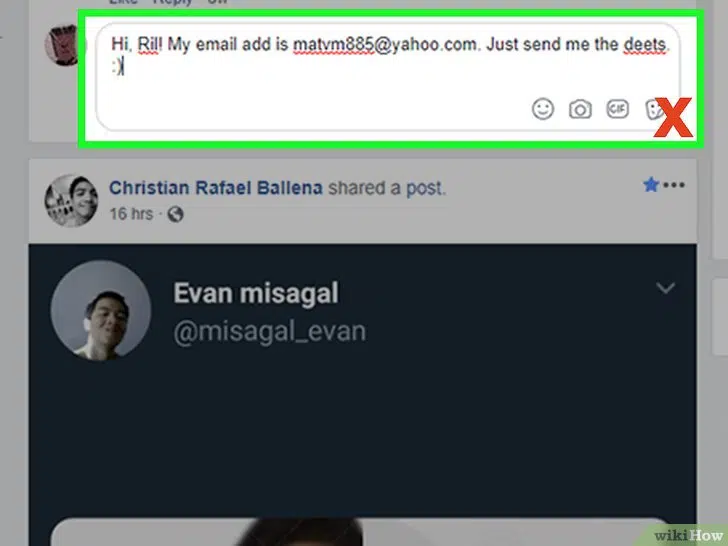 Like Reply 6h
Hi, Ril! My email add is matvm885@yahoo.com. Just send me the deets.
:)
GIF
X
Christian Rafael Ballena shared a post.
16 hrs ·
Evan misagal
@misagal_evan
wikiHow